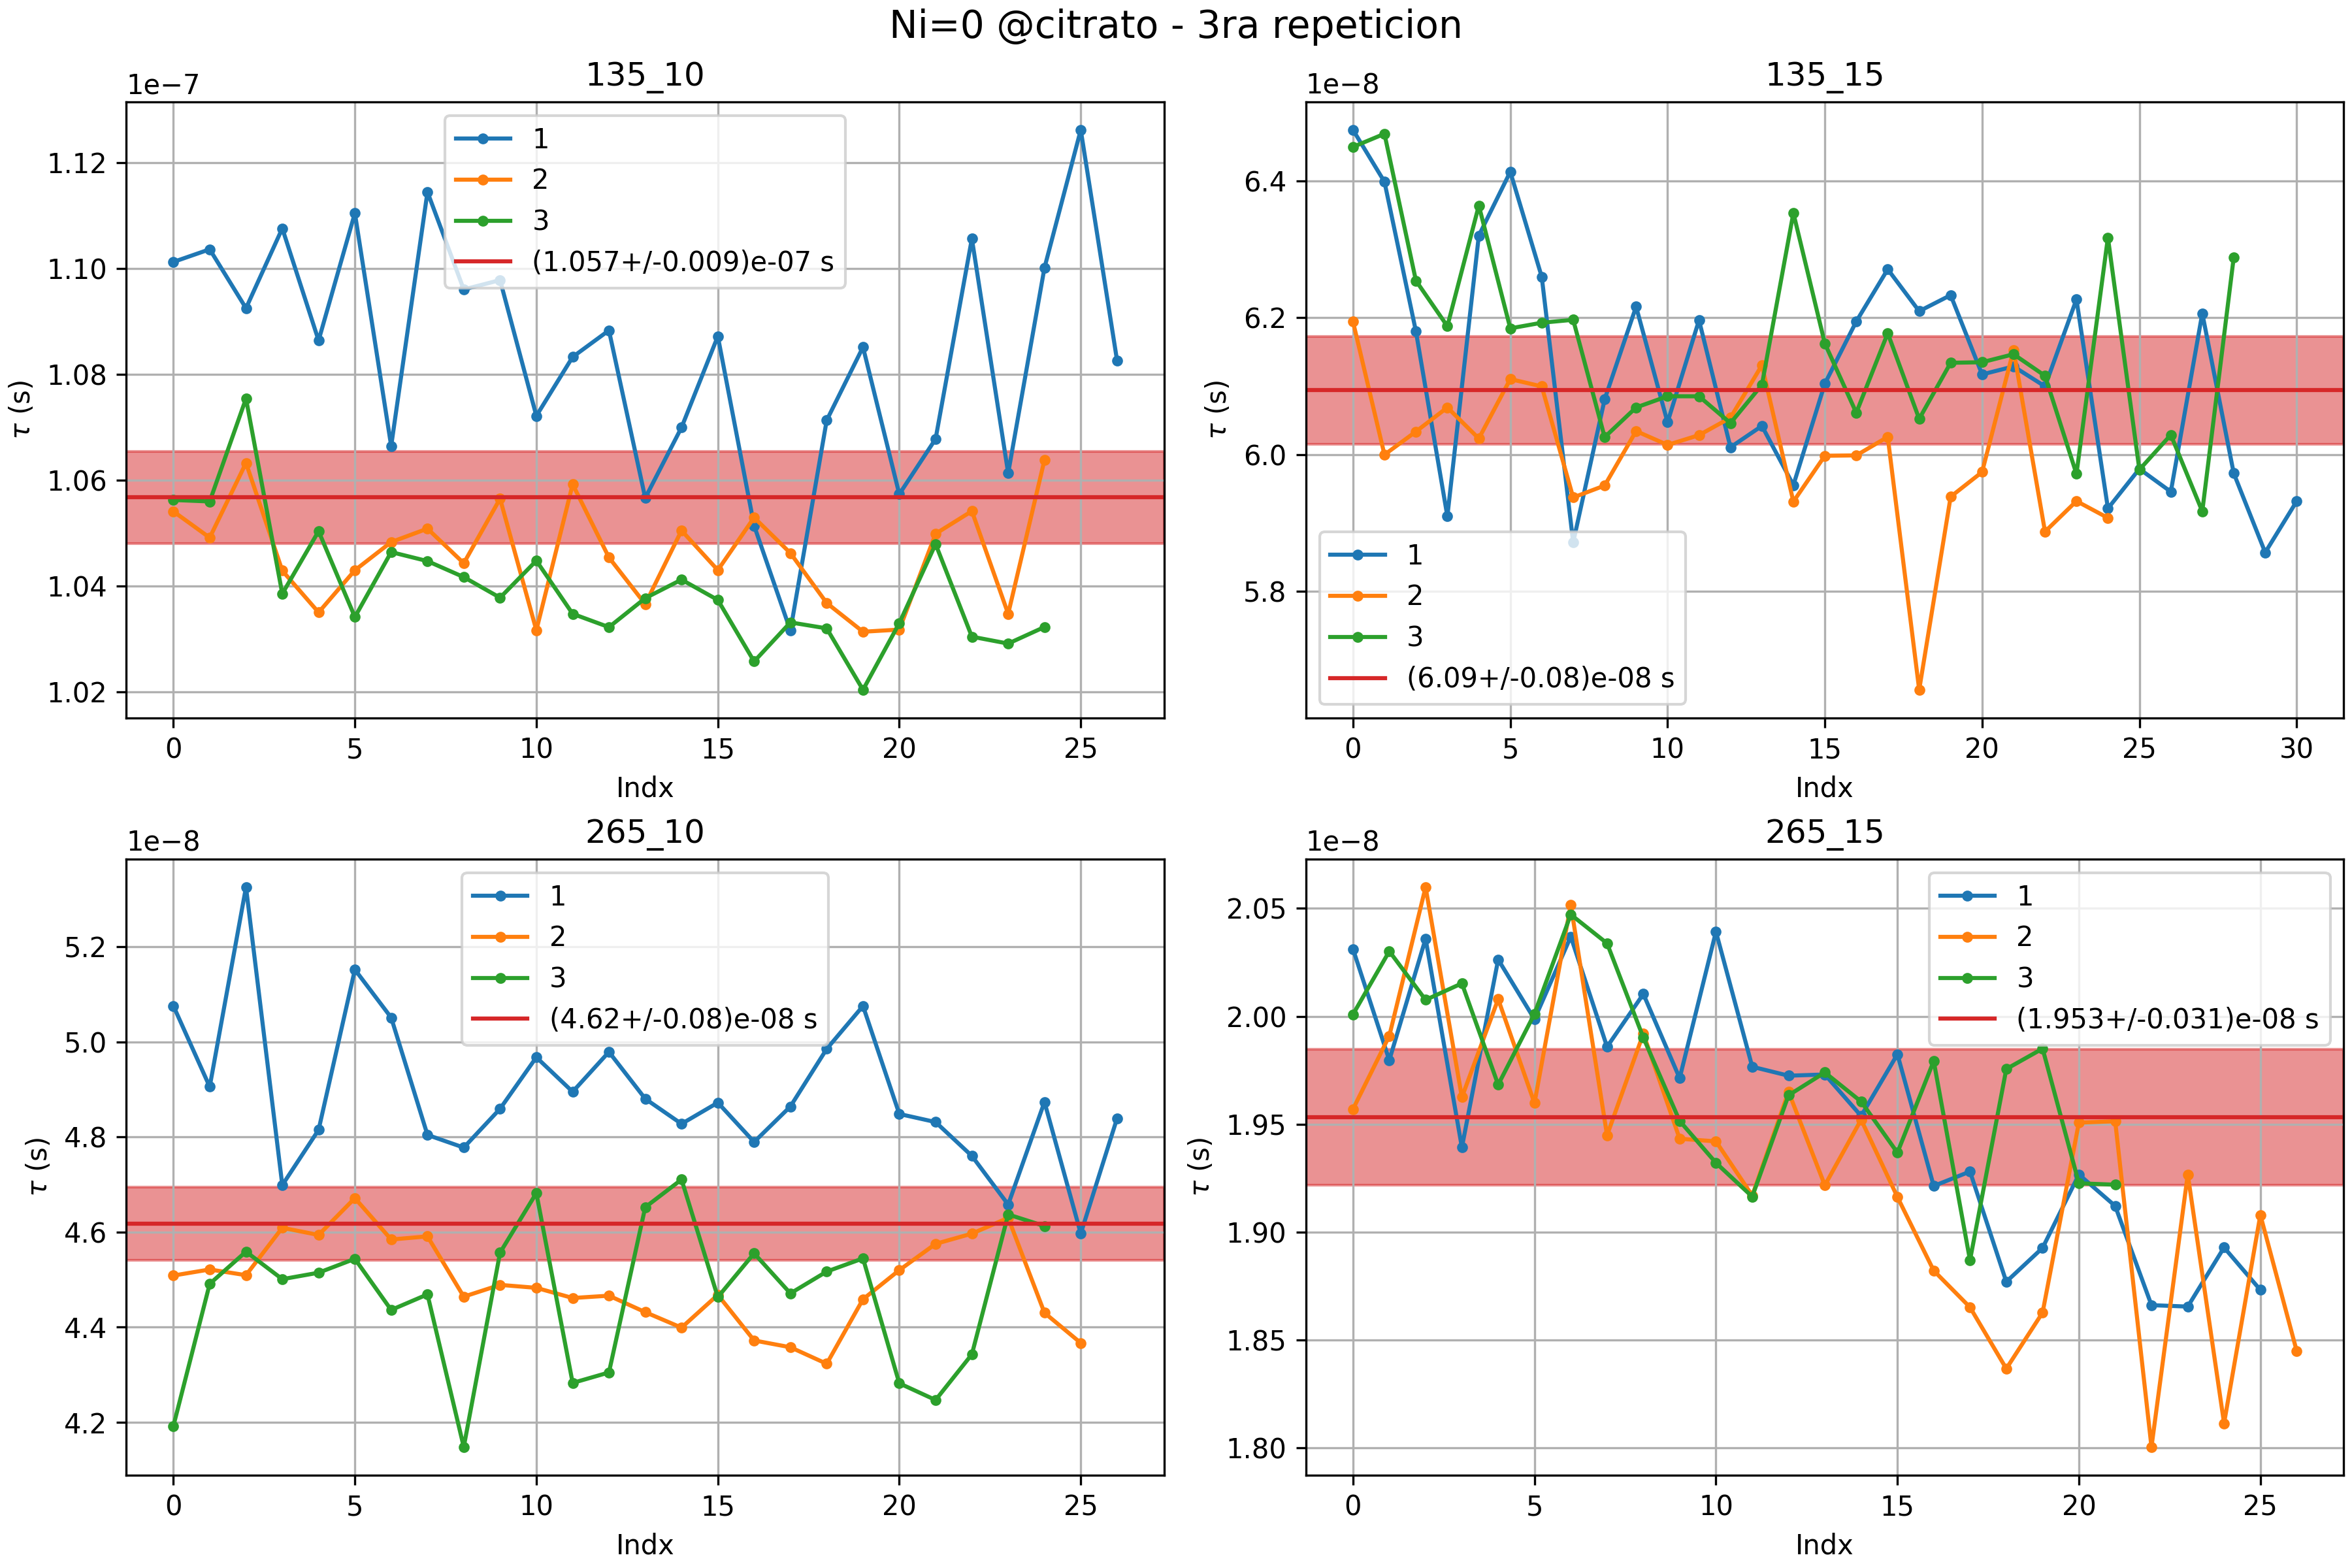 Ni=0 @citrato - 3ra repeticion
135_10
1e−7
1.12
1.10
1.08
1.06
1.04
1.02
τ (s)
0 5 10 15 20 25
Indx
1
2
3
(1.057+/-0.009)e-07 s
135_15
1e−8
6.4
6.2
6.0
5.8
τ (s)
0 5 10 15 20 25 30
Indx
1
2
3
(6.09+/-0.08)e-08 s
265_10
1e−8
5.2
5.0
4.8
4.6
4.4
4.2
τ (s)
0 5 10 15 20 25
Indx
1
2
3
(4.62+/-0.08)e-08 s
265_15
1e−8
2.05
2.00
1.95
1.90
1.85
1.80
τ (s)
0 5 10 15 20 25
Indx
1
2
3
(1.953+/-0.031)e-08 s